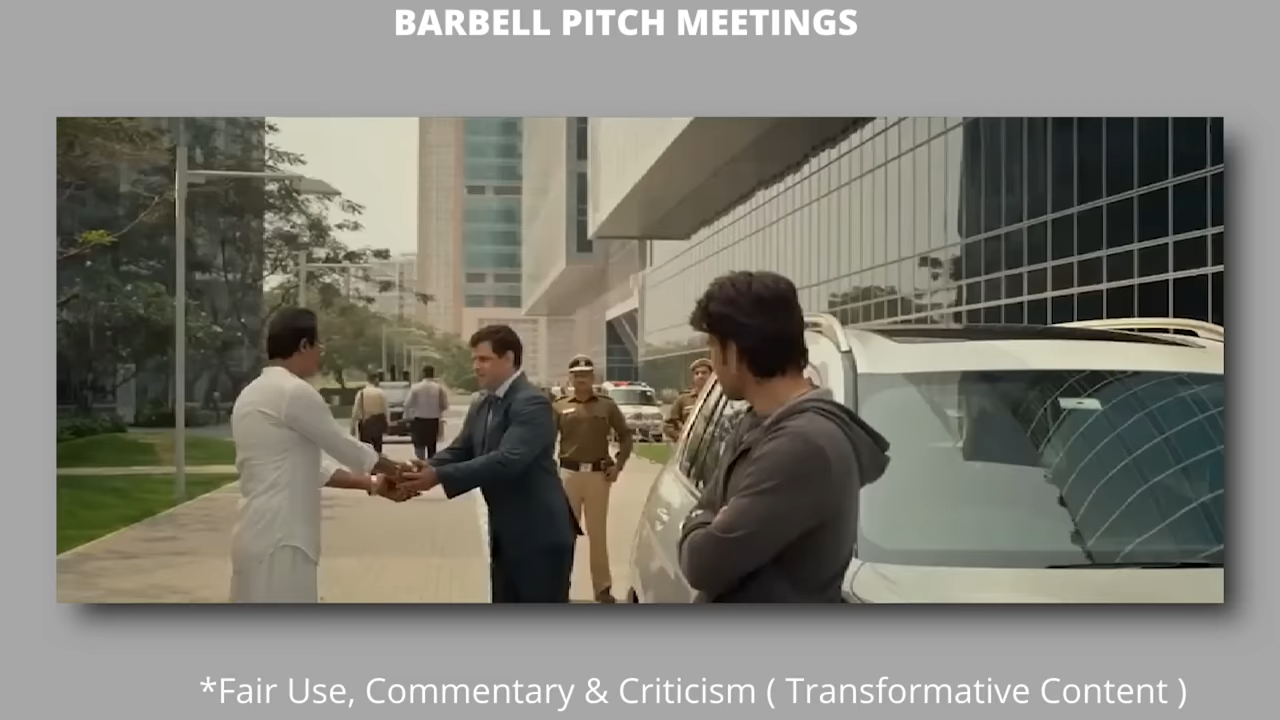 BARBELL PITCH MEETINGS
*Fair Use, Commentary & Criticism ( Transformative Content )